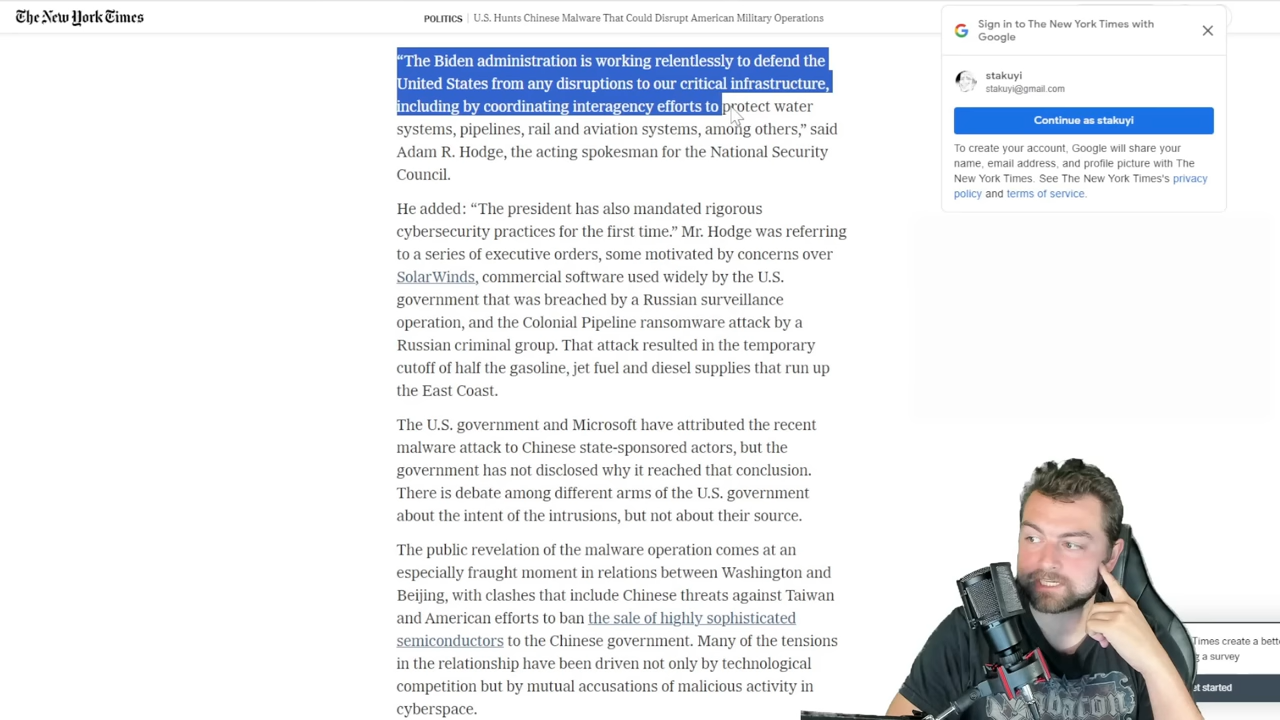 The New York Times
POLITICS | U.S. Hunts Chinese Malware That Could Disrupt American Military Operations
Sign in to The New York Times with
Google
stakuyi
stakuyi@gmail.com
Continue as stakuyi
To create your account, Google will share your
name, email address, and profile picture with The
New York Times. See The New York Times's privacy
policy and terms of service.
“The Biden administration is working relentlessly to defend the
United States from any disruptions to our critical infrastructure,
including by coordinating interagency efforts to protect water
systems, pipelines, rail and aviation systems, among others,” said
Adam R. Hodge, the acting spokesman for the National Security
Council.
He added: “The president has also mandated rigorous
cybersecurity practices for the first time.” Mr. Hodge was referring
to a series of executive orders, some motivated by concerns over
SolarWinds, commercial software used widely by the U.S.
government that was breached by a Russian surveillance
operation, and the Colonial Pipeline ransomware attack by a
Russian criminal group. That attack resulted in the temporary
cutoff of half the gasoline, jet fuel and diesel supplies that run up
the East Coast.
The U.S. government and Microsoft have attributed the recent
malware attack to Chinese state-sponsored actors, but the
government has not disclosed why it reached that conclusion.
There is debate among different arms of the U.S. government
about the intent of the intrusions, but not about their source.
The public revelation of the malware operation comes at an
especially fraught moment in relations between Washington and
Beijing, with clashes that include Chinese threats against Taiwan
and American efforts to ban the sale of highly sophisticated
semiconductors to the Chinese government. Many of the tensions
in the relationship have been driven not only by technological
competition but by mutual accusations of malicious activity in
cyberspace.
Times create a bette
g a survey
et started
Sabaton